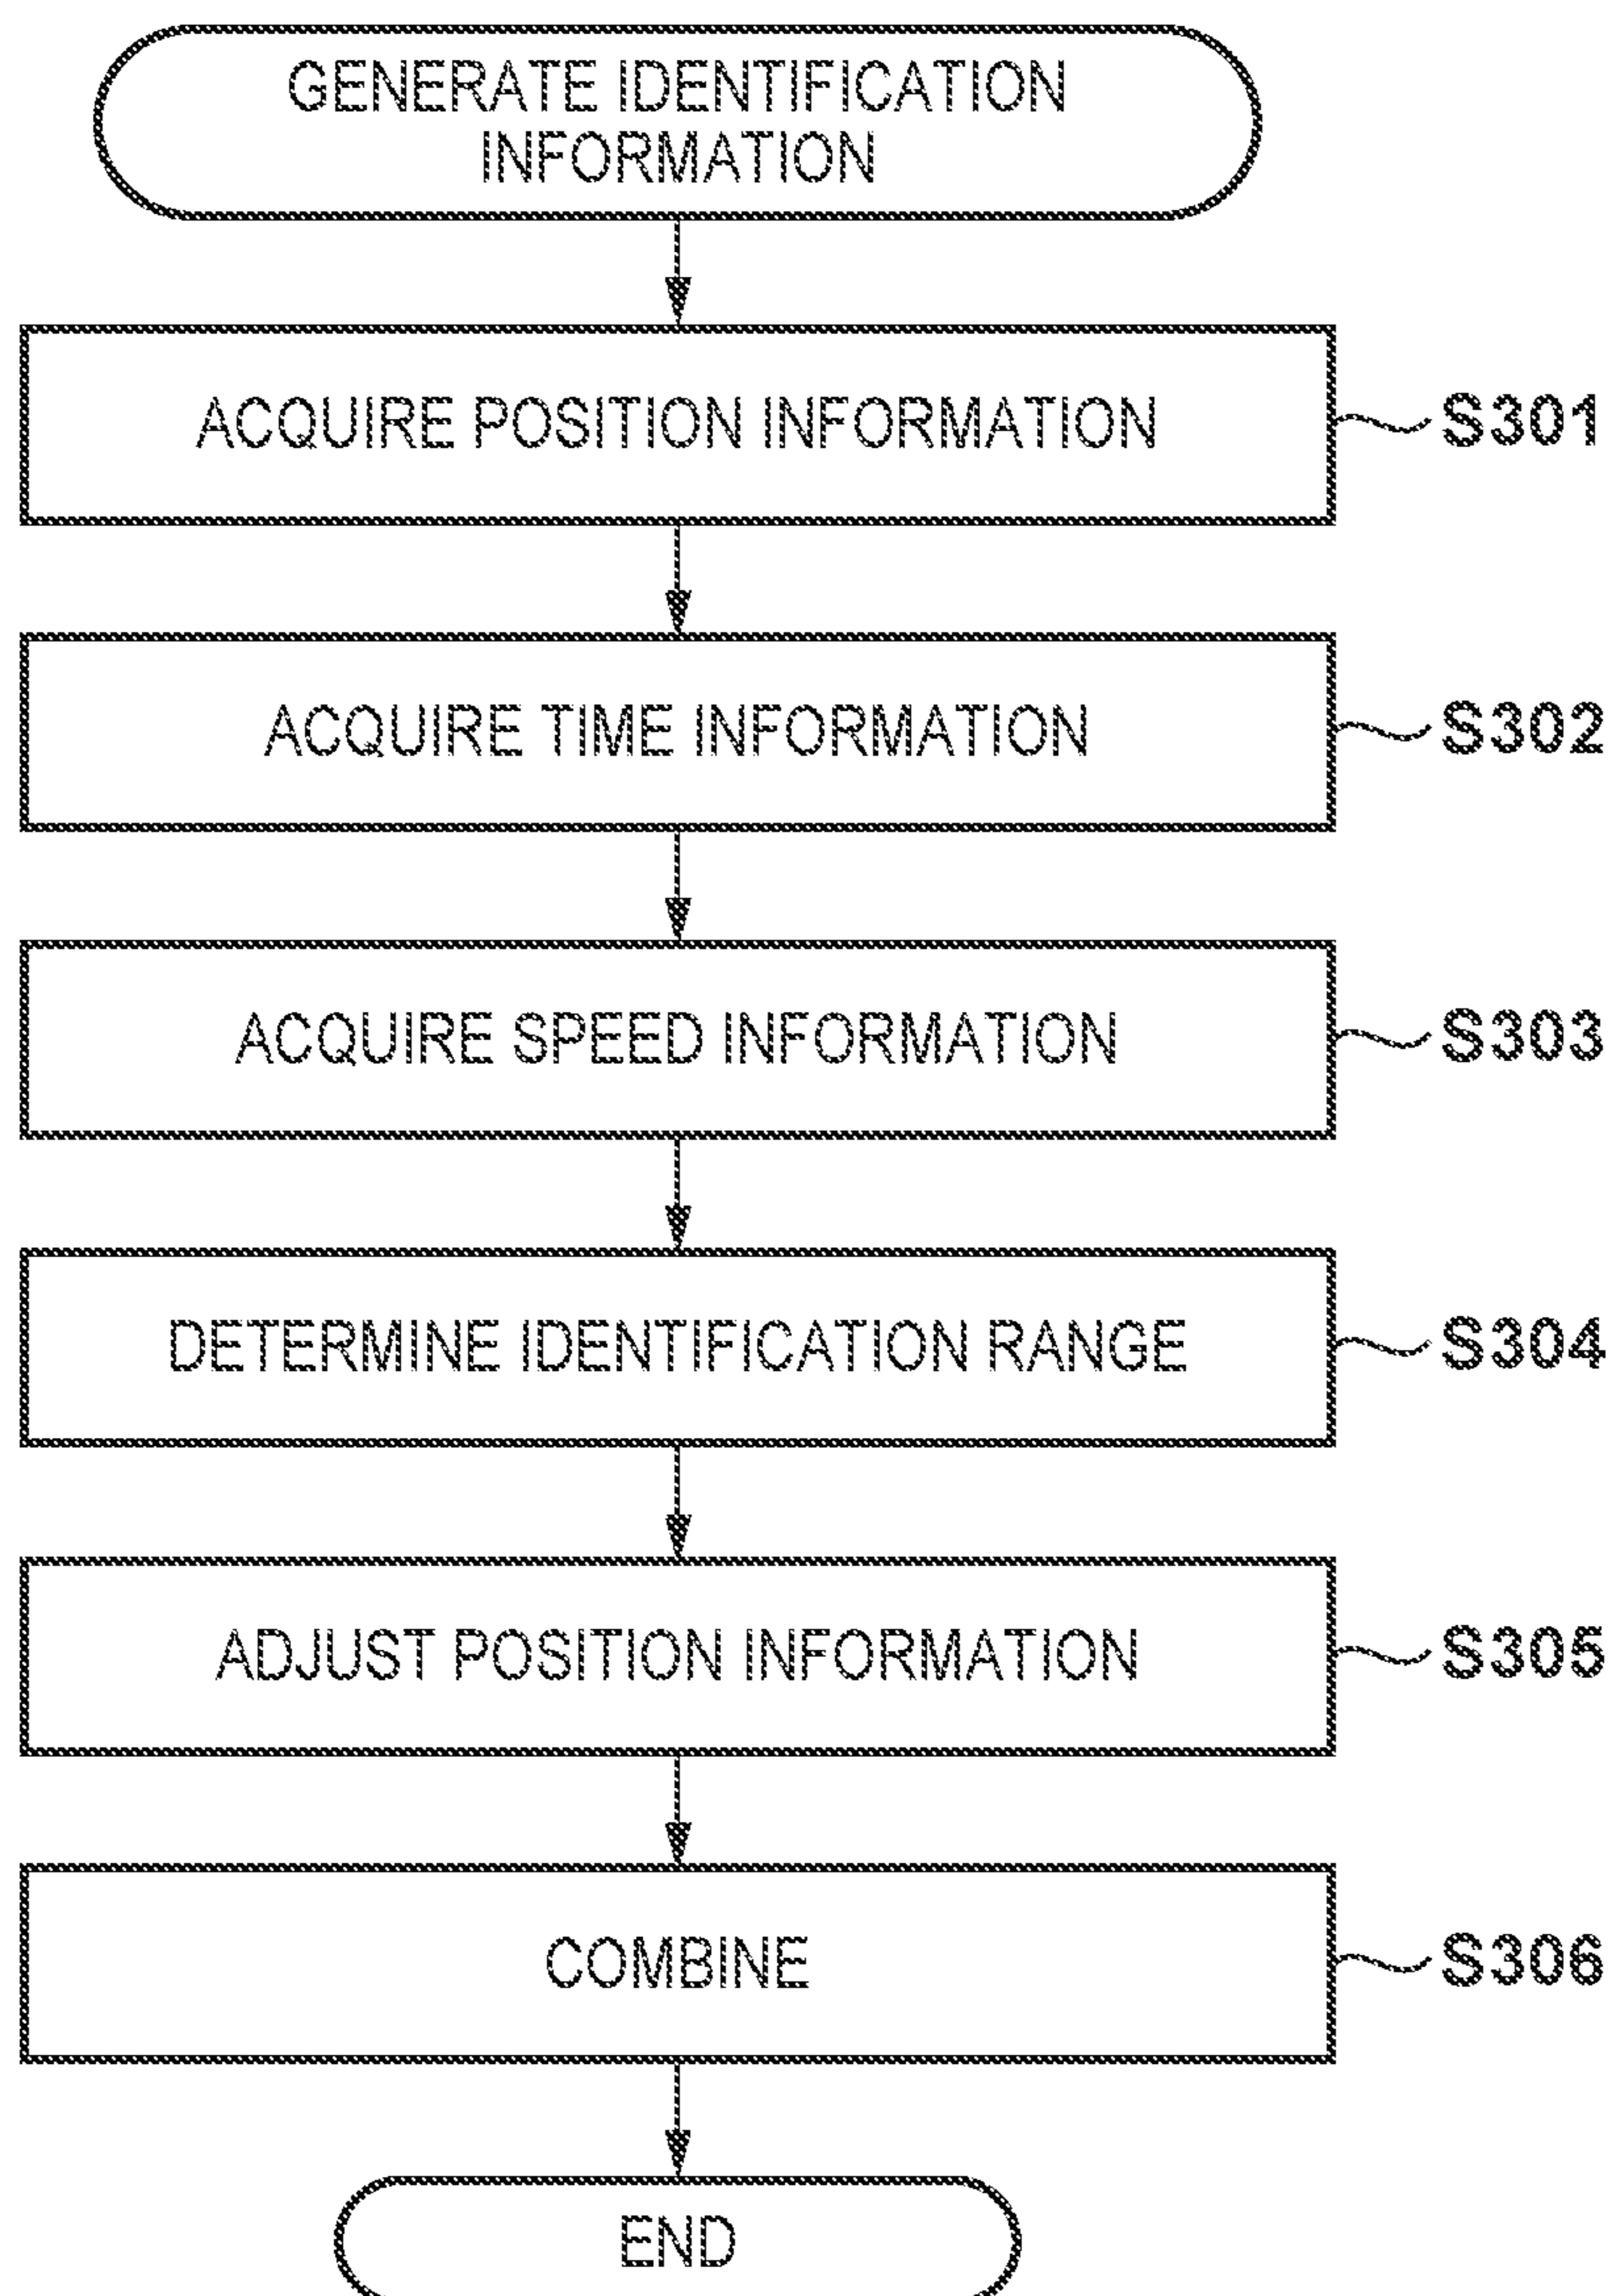 GENERATE IDENTIFICATION
INFORMATION
ACQUIRE POSITION INFORMATION
S301
ACQUIRE TIME INFORMATION
S302
ACQUIRE SPEED INFORMATION
S303
DETERMINE IDENTIFICATION RANGE
S304
ADJUST POSITION INFORMATION
S305
COMBINE
S306
END